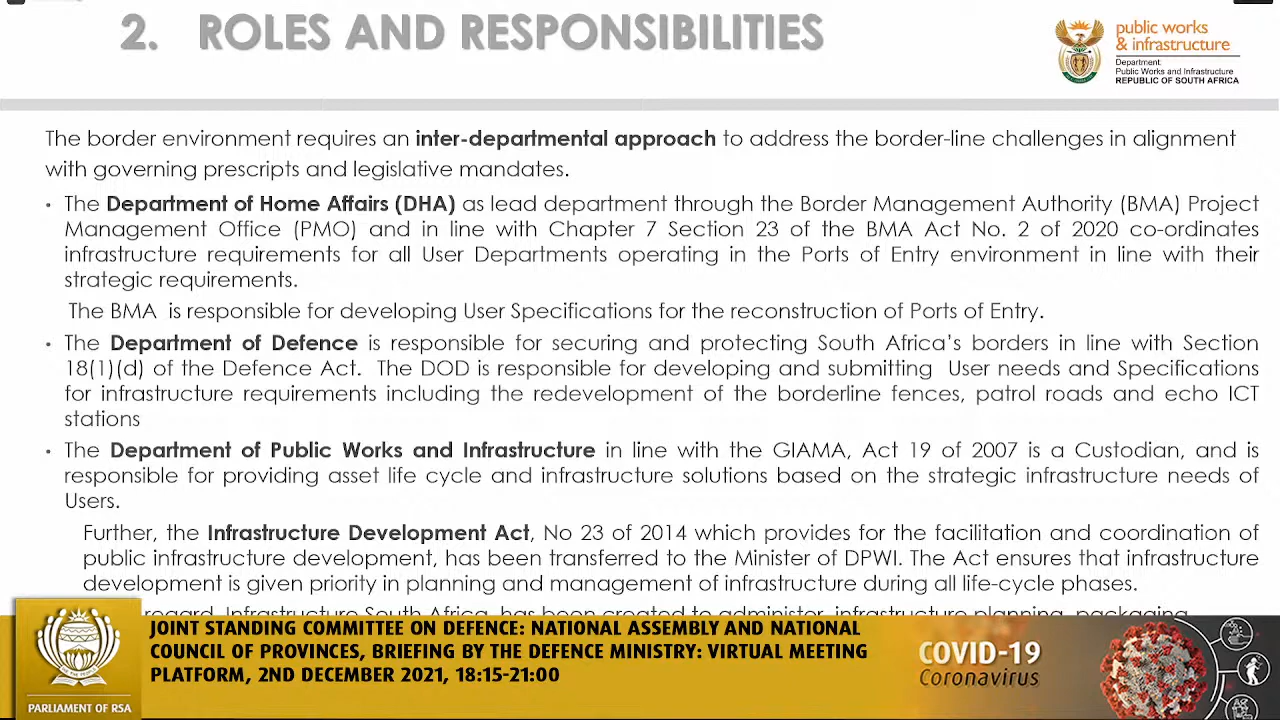 2. ROLES AND RESPONSIBILITIES
public works
& infrastructure
Department:
Public Works and Infrastructure
REPUBLIC OF SOUTH AFRICA
The border environment requires an inter-departmental approach to address the border-line challenges in alignment
with governing prescripts and legislative mandates.
• The Department of Home Affairs (DHA) as lead department through the Border Management Authority (BMA) Project
Management Office (PMO) and in line with Chapter 7 Section 23 of the BMA Act No. 2 of 2020 co-ordinates
infrastructure requirements for all User Departments operating in the Ports of Entry environment in line with their
strategic requirements.
The BMA is responsible for developing User Specifications for the reconstruction of Ports of Entry.
• The Department of Defence is responsible for securing and protecting South Africa's borders in line with Section
18(1)(d) of the Defence Act. The DOD is responsible for developing and submitting User needs and Specifications
for infrastructure requirements including the redevelopment of the borderline fences, patrol roads and echo ICT
stations
• The Department of Public Works and Infrastructure in line with the GIAMA, Act 19 of 2007 is a Custodian, and is
responsible for providing asset life cycle and infrastructure solutions based on the strategic infrastructure needs of
Users.
Further, the Infrastructure Development Act, No 23 of 2014 which provides for the facilitation and coordination of
public infrastructure development, has been transferred to the Minister of DPWI. The Act ensures that infrastructure
development is given priority in planning and management of infrastructure during all life-cycle phases.
regard, Infrastructure South Africa, has been created to administer, infrastructure planning, packaging,
JOINT STANDING COMMITTEE ON DEFENCE: NATIONAL ASSEMBLY AND NATIONAL
COUNCIL OF PROVINCES, BRIEFING BY THE DEFENCE MINISTRY: VIRTUAL MEETING
PLATFORM, 2ND DECEMBER 2021, 18:15-21:00
PARLIAMENT OF RSA
COVID-19
Coronavirus